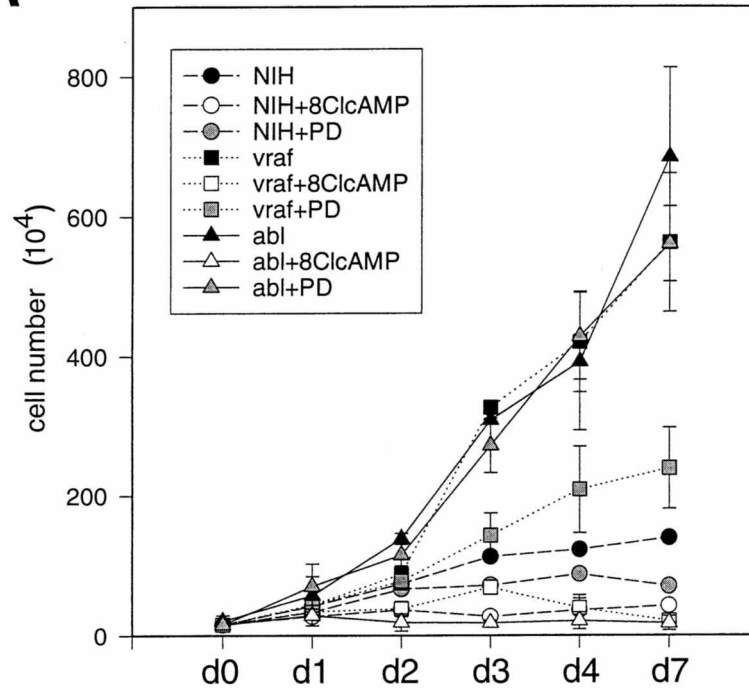 800
600
400
200
0
cell number (10⁴)
NIH
NIH+8ClcAMP
NIH+PD
vraf
vraf+8ClcAMP
vraf+PD
abl
abl+8ClcAMP
abl+PD
d0 d1 d2 d3 d4 d7